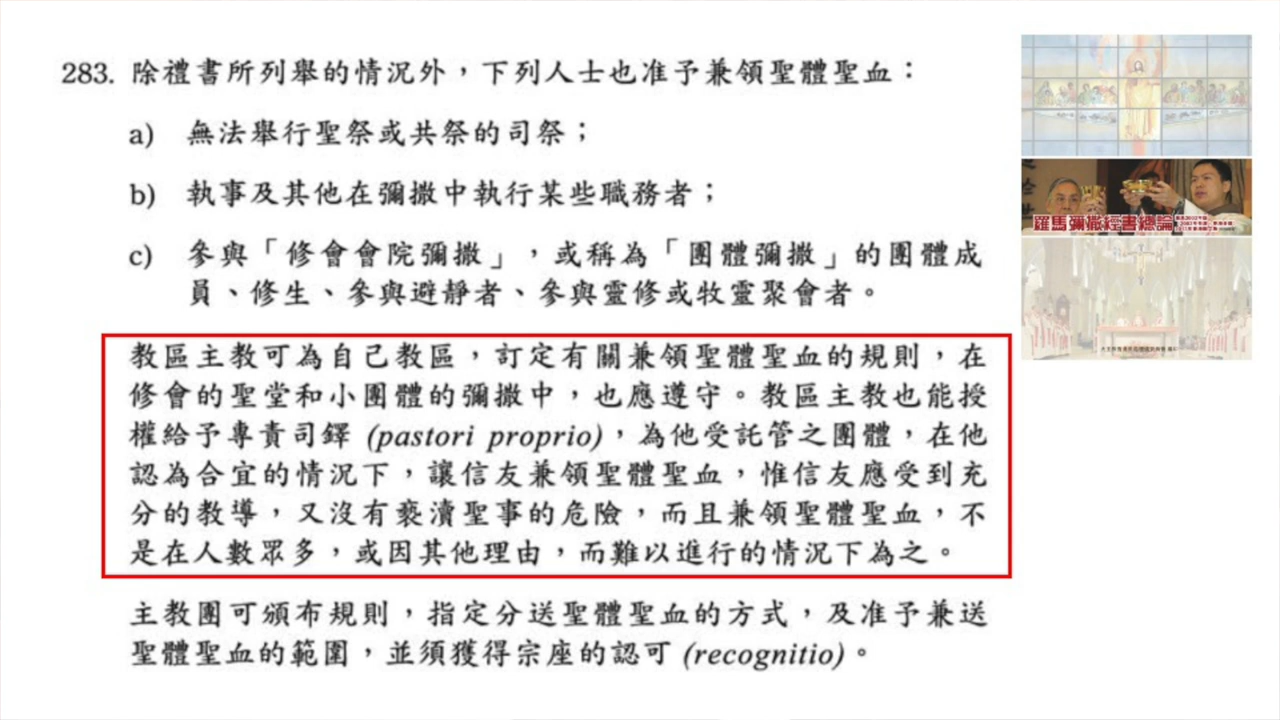 283. 除禮書所列舉的情況外，下列人士也准予兼領聖體聖血：
a) 無法舉行聖祭或共祭的司祭；
b) 執事及其他在彌撒中執行某些職務者；
c) 參與「修會會院彌撒」，或稱為「團體彌撒」的團體成
員、修生、參與避靜者、參與靈修或牧靈聚會者。
教區主教可為自己教區，訂定有關兼領聖體聖血的規則，在
修會的聖堂和小團體的彌撒中，也應遵守。教區主教也能授
權給予專責司鐸 (pastori proprio)，為他受託管之團體，在他
認為合宜的情況下，讓信友兼領聖體聖血，惟信友應受到充
分的教導，又沒有褻瀆聖事的危險，而且兼領聖體聖血，不
是在人數眾多，或因其他理由，而難以進行的情況下為之。
主教團可頒布規則，指定分送聖體聖血的方式，及准予兼送
聖體聖血的範圍，並須獲得宗座的認可 (recognitio)。
羅馬彌撒經書總論